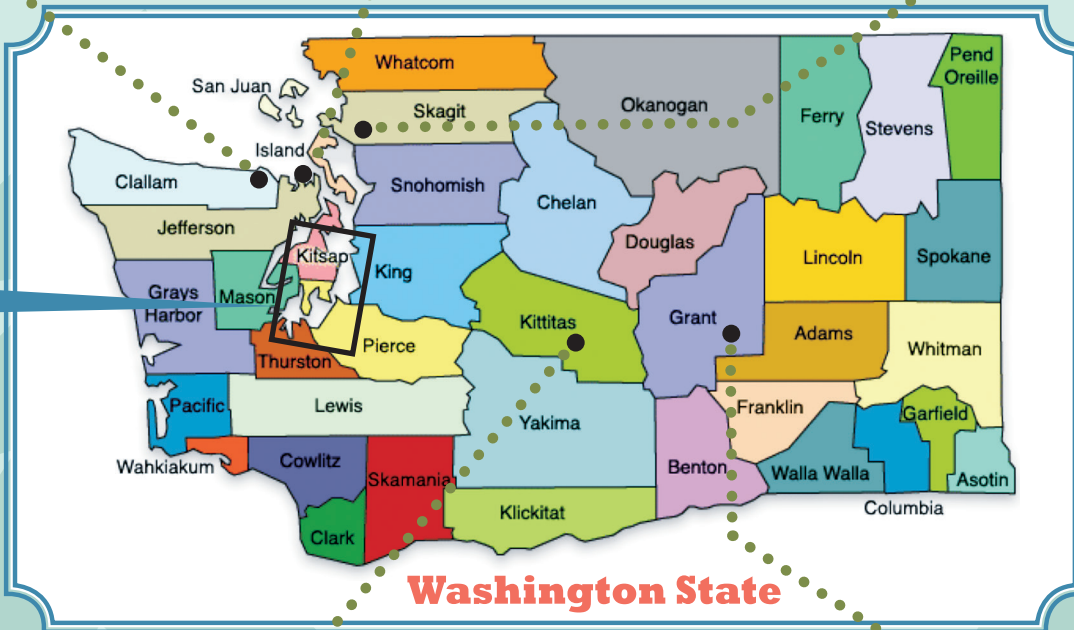 Whatcom
Pend
Oreille
San Juan
Skagit
Okanogan
Ferry
Stevens
Island
Clallam
Snohomish
Chelan
Jefferson
Douglas
Kitsap
King
Lincoln
Spokane
Grays
Harbor
Mason
Kittitas
Grant
Adams
Whitman
Pierce
Thurston
Pacific
Lewis
Yakima
Franklin
Garfield
Wahkiakum
Cowlitz
Skamania
Benton
Walla Walla
Asotin
Columbia
Klickitat
Clark
Washington State